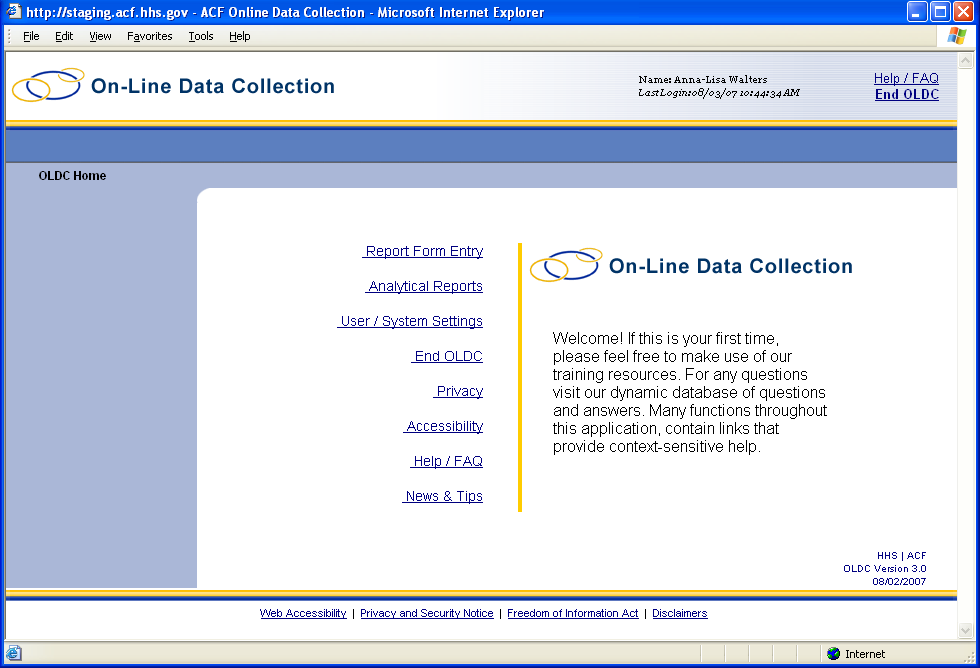 http://staging.acf.hhs.gov - ACF Online Data Collection - Microsoft Internet Explorer
File Edit View Favorites Tools Help
On-Line Data Collection
Name: Anna-Lisa Walters
Last Login:08/03/07 10:44:34 AM
Help / FAQ
End OLDC
OLDC Home
Report Form Entry
Analytical Reports
User / System Settings
End OLDC
Privacy
Accessibility
Help / FAQ
News & Tips
On-Line Data Collection
Welcome! If this is your first time,
please feel free to make use of our
training resources. For any questions
visit our dynamic database of questions
and answers. Many functions throughout
this application, contain links that
provide context-sensitive help.
HHS | ACF
OLDC Version 3.0
08/02/2007
Web Accessibility | Privacy and Security Notice | Freedom of Information Act | Disclaimers
Internet